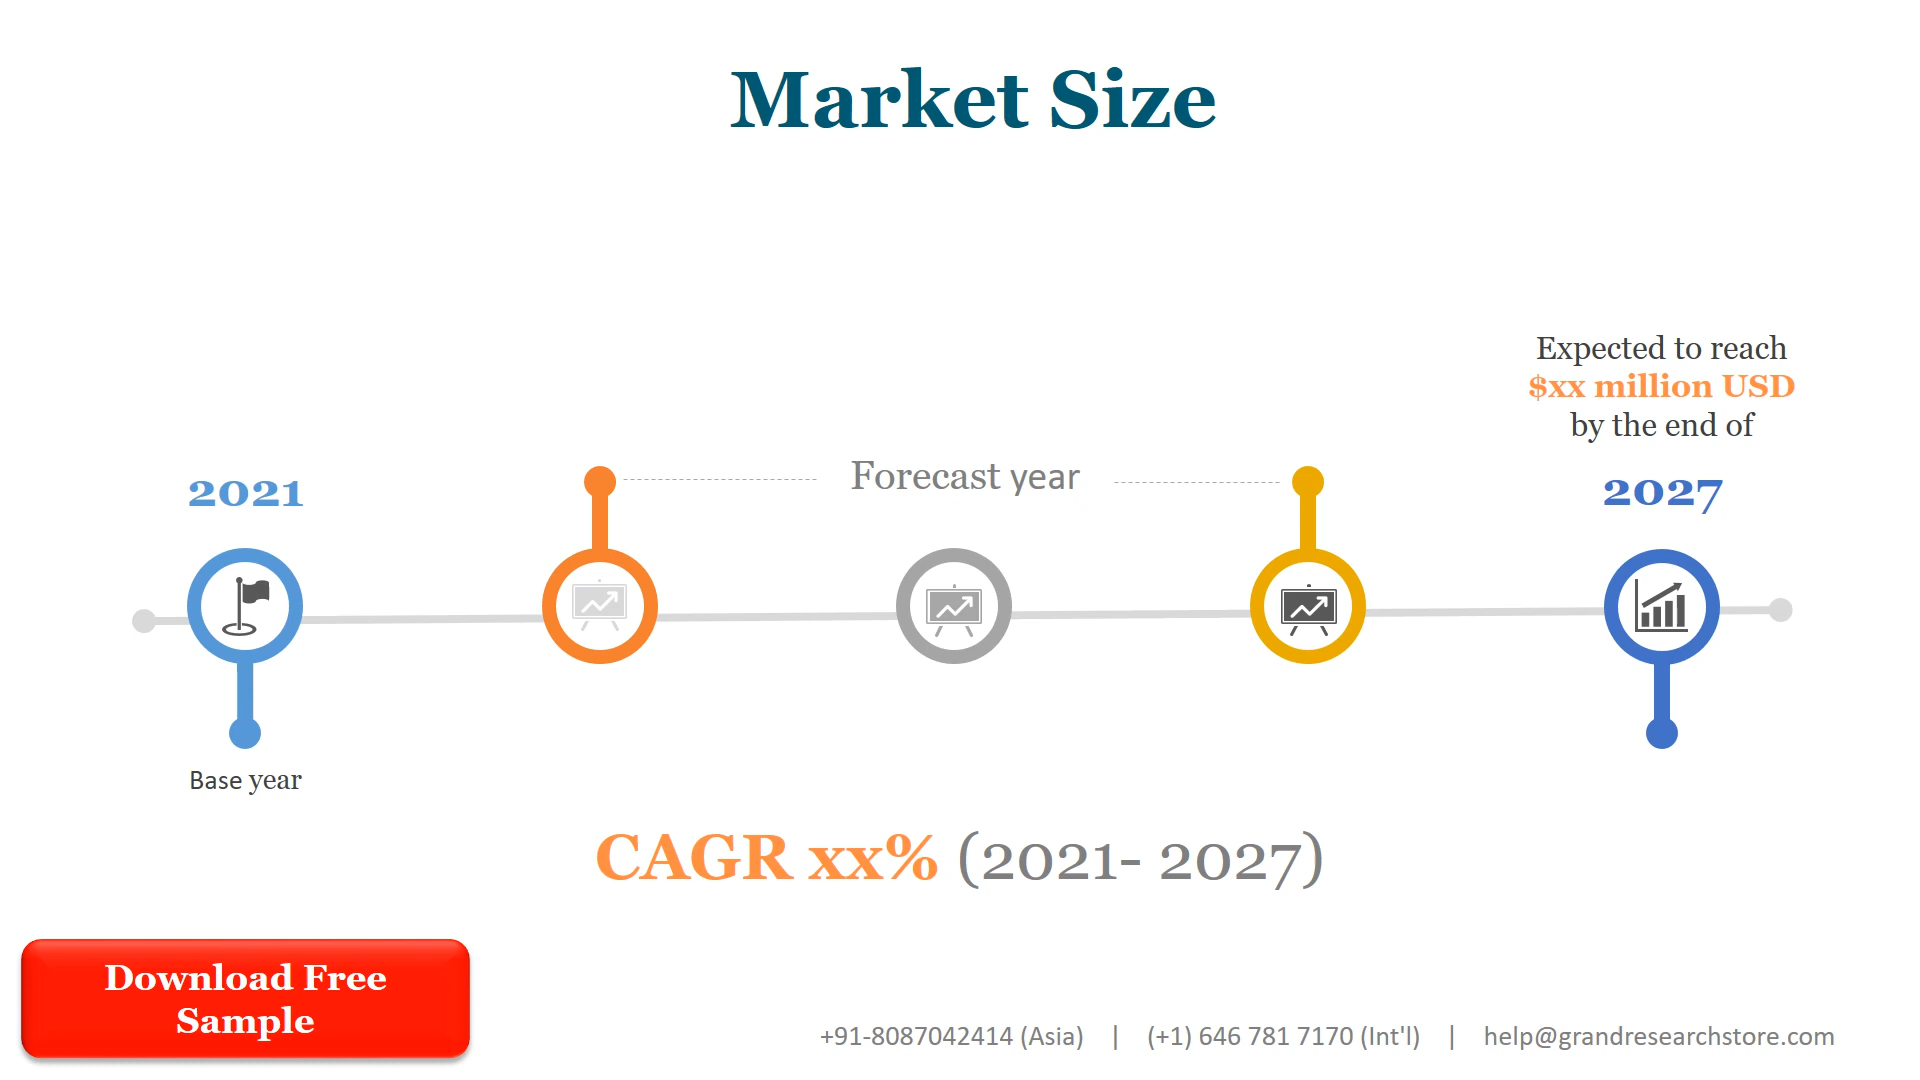 Market Size
Expected to reach
$xx million USD
by the end of
2021
Forecast year
2027
Base year
CAGR xx% (2021- 2027)
Download Free
Sample
+91-8087042414 (Asia) | (+1) 646 781 7170 (Int'l) | help@grandresearchstore.com